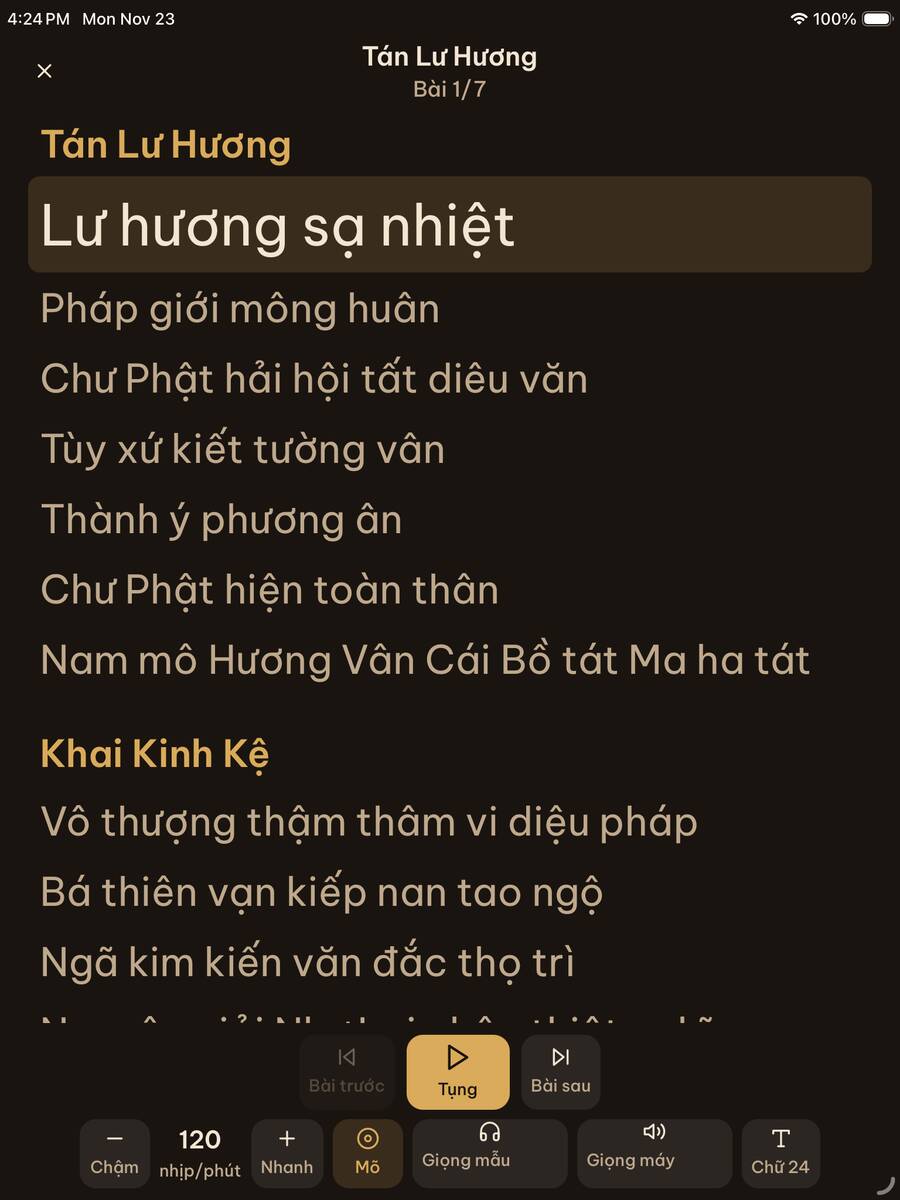 4:24 PM Mon Nov 23 100%
Tán Lư Hương
Bài 1/7
Tán Lư Hương
Lư hương sạ nhiệt
Pháp giới mông huân
Chư Phật hải hội tất diêu văn
Tùy xứ kiết tường vân
Thành ý phương ân
Chư Phật hiện toàn thân
Nam mô Hương Vân Cái Bồ tát Ma ha tát
Khai Kinh Kệ
Vô thượng thậm thâm vi diệu pháp
Bá thiên vạn kiếp nan tao ngộ
Ngã kim kiến văn đắc thọ trì
Bài trước
Tụng
Bài sau
Chậm
120
nhịp/phút
Nhanh
Mõ
Giọng mẫu
Giọng máy
Chữ 24